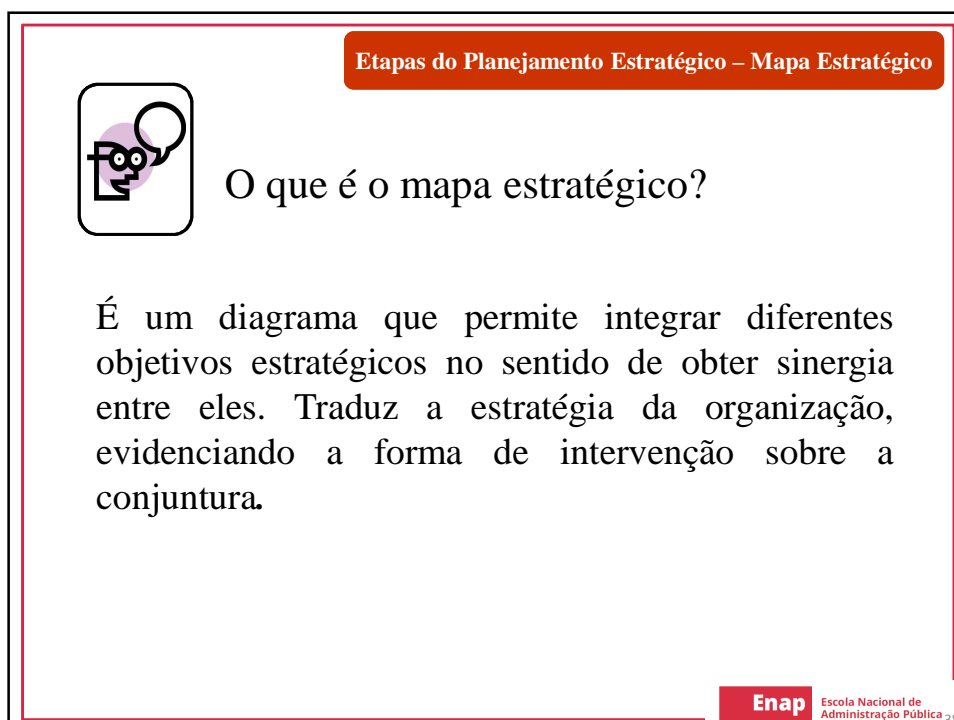 Etapas do Planejamento Estratégico – Mapa Estratégico
O que é o mapa estratégico?
É um diagrama que permite integrar diferentes
objetivos estratégicos no sentido de obter sinergia
entre eles. Traduz a estratégia da organização,
evidenciando a forma de intervenção sobre a
conjuntura.
Enap
Escola Nacional de
Administração Pública